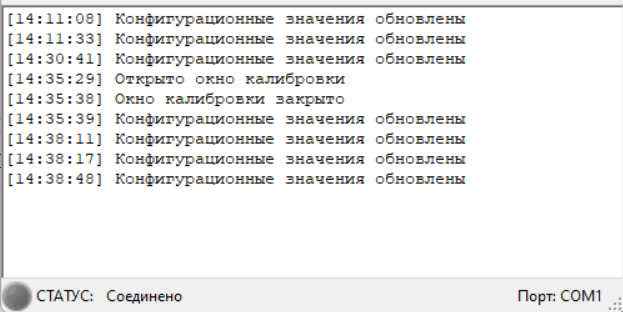 [14:11:08] Конфигурационные значения обновлены
[14:11:33] Конфигурационные значения обновлены
[14:30:41] Конфигурационные значения обновлены
[14:35:29] Открыто окно калибровки
[14:35:38] Окно калибровки закрыто
[14:35:39] Конфигурационные значения обновлены
[14:38:11] Конфигурационные значения обновлены
[14:38:17] Конфигурационные значения обновлены
[14:38:48] Конфигурационные значения обновлены
СТАТУС: Соединено Порт: COM1